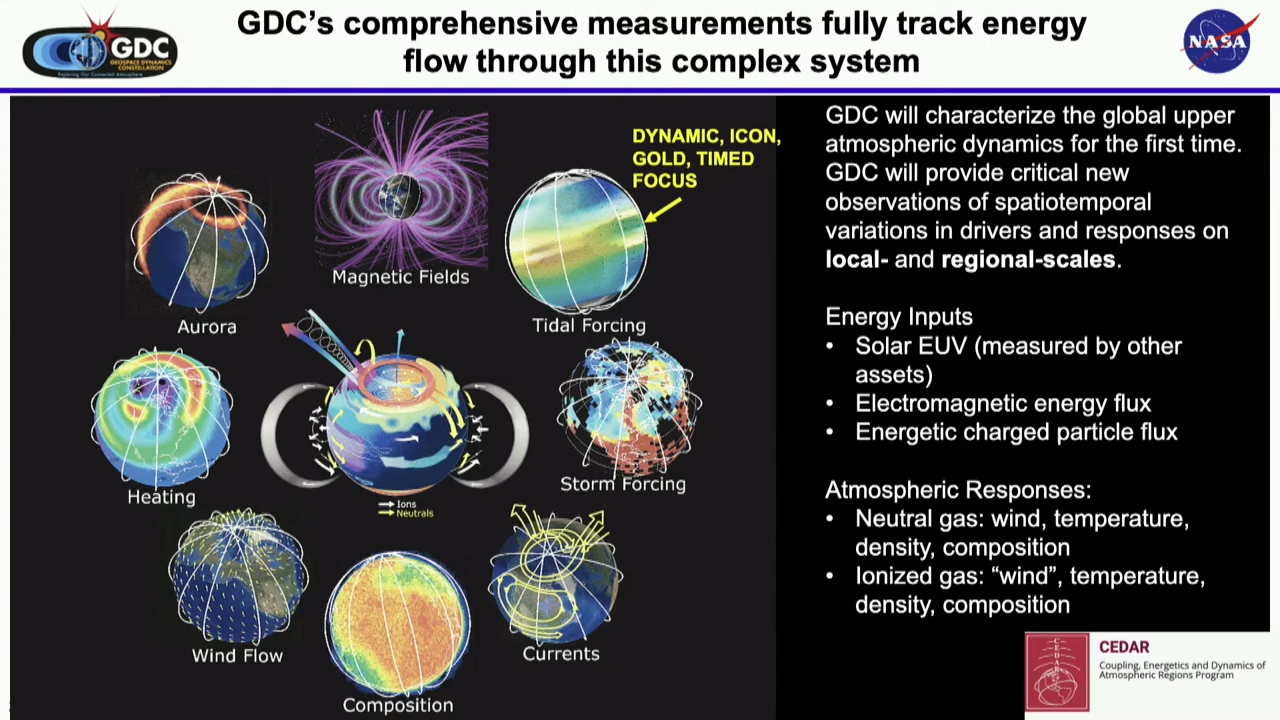 GDC's comprehensive measurements fully track energy
flow through this complex system
GDC
GEOSPACE DYNAMICS
CONSTELLATION
Exploring Our Connected Atmosphere
NASA
DYNAMIC, ICON,
GOLD, TIMED
FOCUS
Magnetic Fields
Aurora
Tidal Forcing
Heating
Storm Forcing
Ions
Neutrals
Wind Flow
Composition
Currents
GDC will characterize the global upper
atmospheric dynamics for the first time.
GDC will provide critical new
observations of spatiotemporal
variations in drivers and responses on
local- and regional-scales.
Energy Inputs
• Solar EUV (measured by other
assets)
• Electromagnetic energy flux
• Energetic charged particle flux
Atmospheric Responses:
• Neutral gas: wind, temperature,
density, composition
• Ionized gas: “wind”, temperature,
density, composition
CEDAR
CEDAR
Coupling, Energetics and Dynamics of
Atmospheric Regions Program